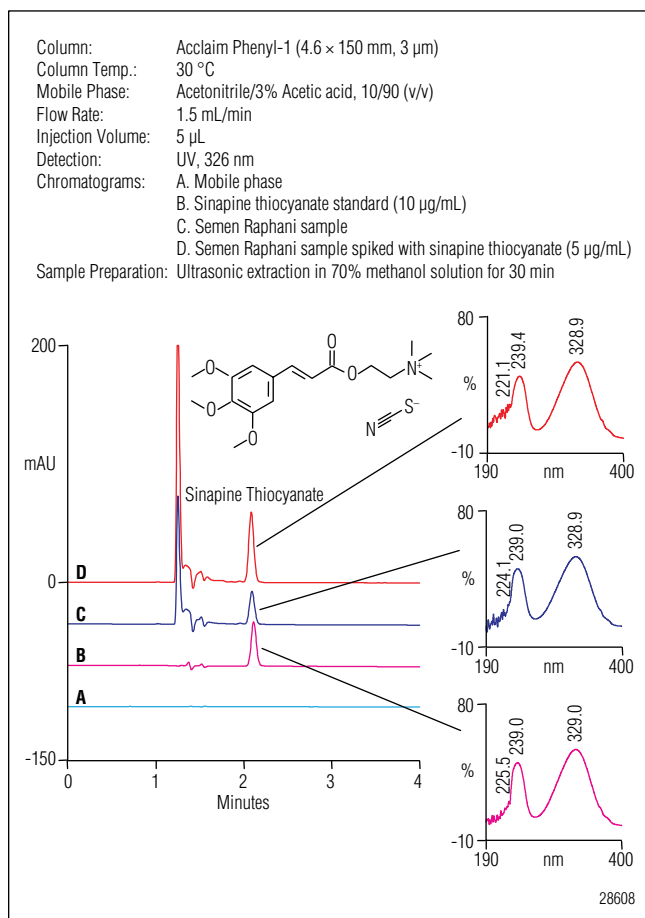 Column: Acclaim Phenyl-1 (4.6 × 150 mm, 3 μm)
Column Temp.: 30 °C
Mobile Phase: Acetonitrile/3% Acetic acid, 10/90 (v/v)
Flow Rate: 1.5 mL/min
Injection Volume: 5 μL
Detection: UV, 326 nm
Chromatograms: A. Mobile phase
B. Sinapine thiocyanate standard (10 μg/mL)
C. Semen Raphani sample
D. Semen Raphani sample spiked with sinapine thiocyanate (5 μg/mL)
Sample Preparation: Ultrasonic extraction in 70% methanol solution for 30 min
200
mAU
0
-150
0 1 2 3 4
Minutes
O
O
N+
O
O
O
N
S−
Sinapine Thiocyanate
D
C
B
A
80
%
-10
190 nm 400
221.1
239.4
328.9
80
%
-10
190 nm 400
224.1
239.0
328.9
80
%
-10
190 nm 400
225.5
239.0
329.0
28608